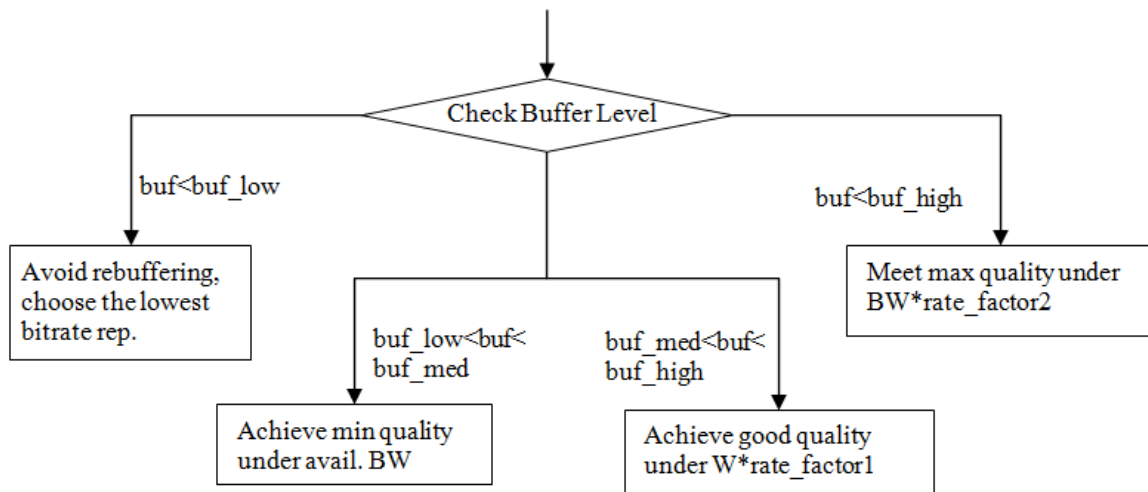 Check Buffer Level
buf<buf_low
buf<buf_high
Avoid rebuffering,
choose the lowest
bitrate rep.
Meet max quality under
BW*rate_factor2
buf_low<buf<
buf_med
buf_med<buf<
buf_high
Achieve min quality
under avail. BW
Achieve good quality
under W*rate_factor1